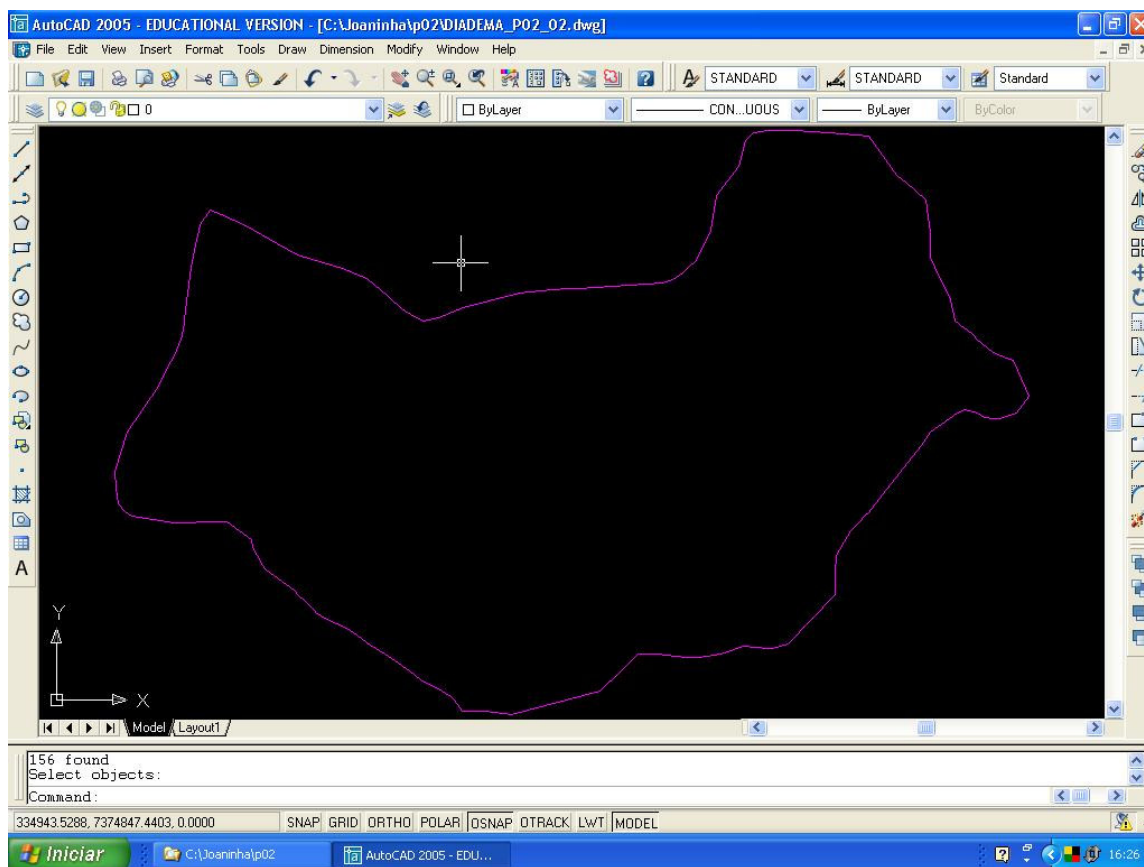 AutoCAD 2005 - EDUCATIONAL VERSION - [C:\Joaninha\p02\DIADEMA_P02_02.dwg]
File Edit View Insert Format Tools Draw Dimension Modify Window Help
STANDARD STANDARD Standard
0 ByLayer CON...UOUS ByLayer ByColor
A
Y
X
Model Layout1
156 found
Select objects:
Command:
334943.5288, 7374847.4403, 0.0000 SNAP GRID ORTHO POLAR OSNAP OTRACK LWT MODEL
Iniciar C:\Joaninha\p02 AutoCAD 2005 - EDU... 16:26